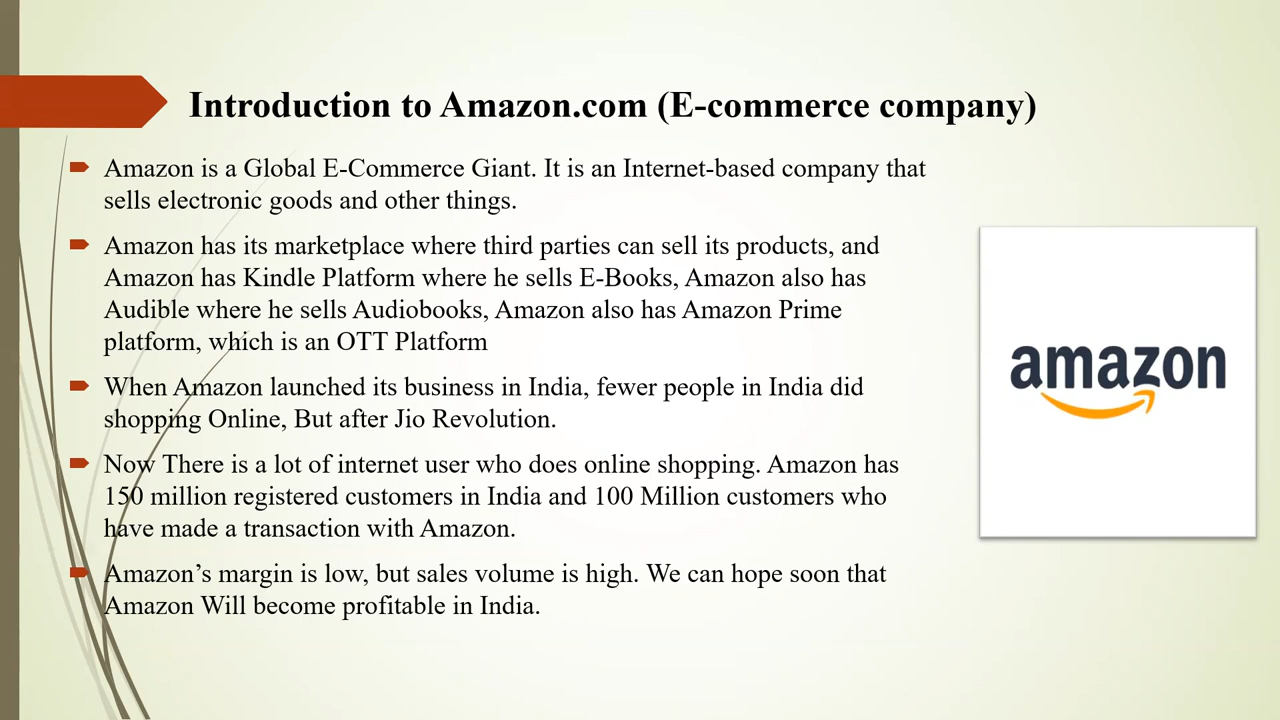 Introduction to Amazon.com (E-commerce company)
Amazon is a Global E-Commerce Giant. It is an Internet-based company that
sells electronic goods and other things.
Amazon has its marketplace where third parties can sell its products, and
Amazon has Kindle Platform where he sells E-Books, Amazon also has
Audible where he sells Audiobooks, Amazon also has Amazon Prime
platform, which is an OTT Platform
When Amazon launched its business in India, fewer people in India did
shopping Online, But after Jio Revolution.
Now There is a lot of internet user who does online shopping. Amazon has
150 million registered customers in India and 100 Million customers who
have made a transaction with Amazon.
Amazon’s margin is low, but sales volume is high. We can hope soon that
Amazon Will become profitable in India.
amazon